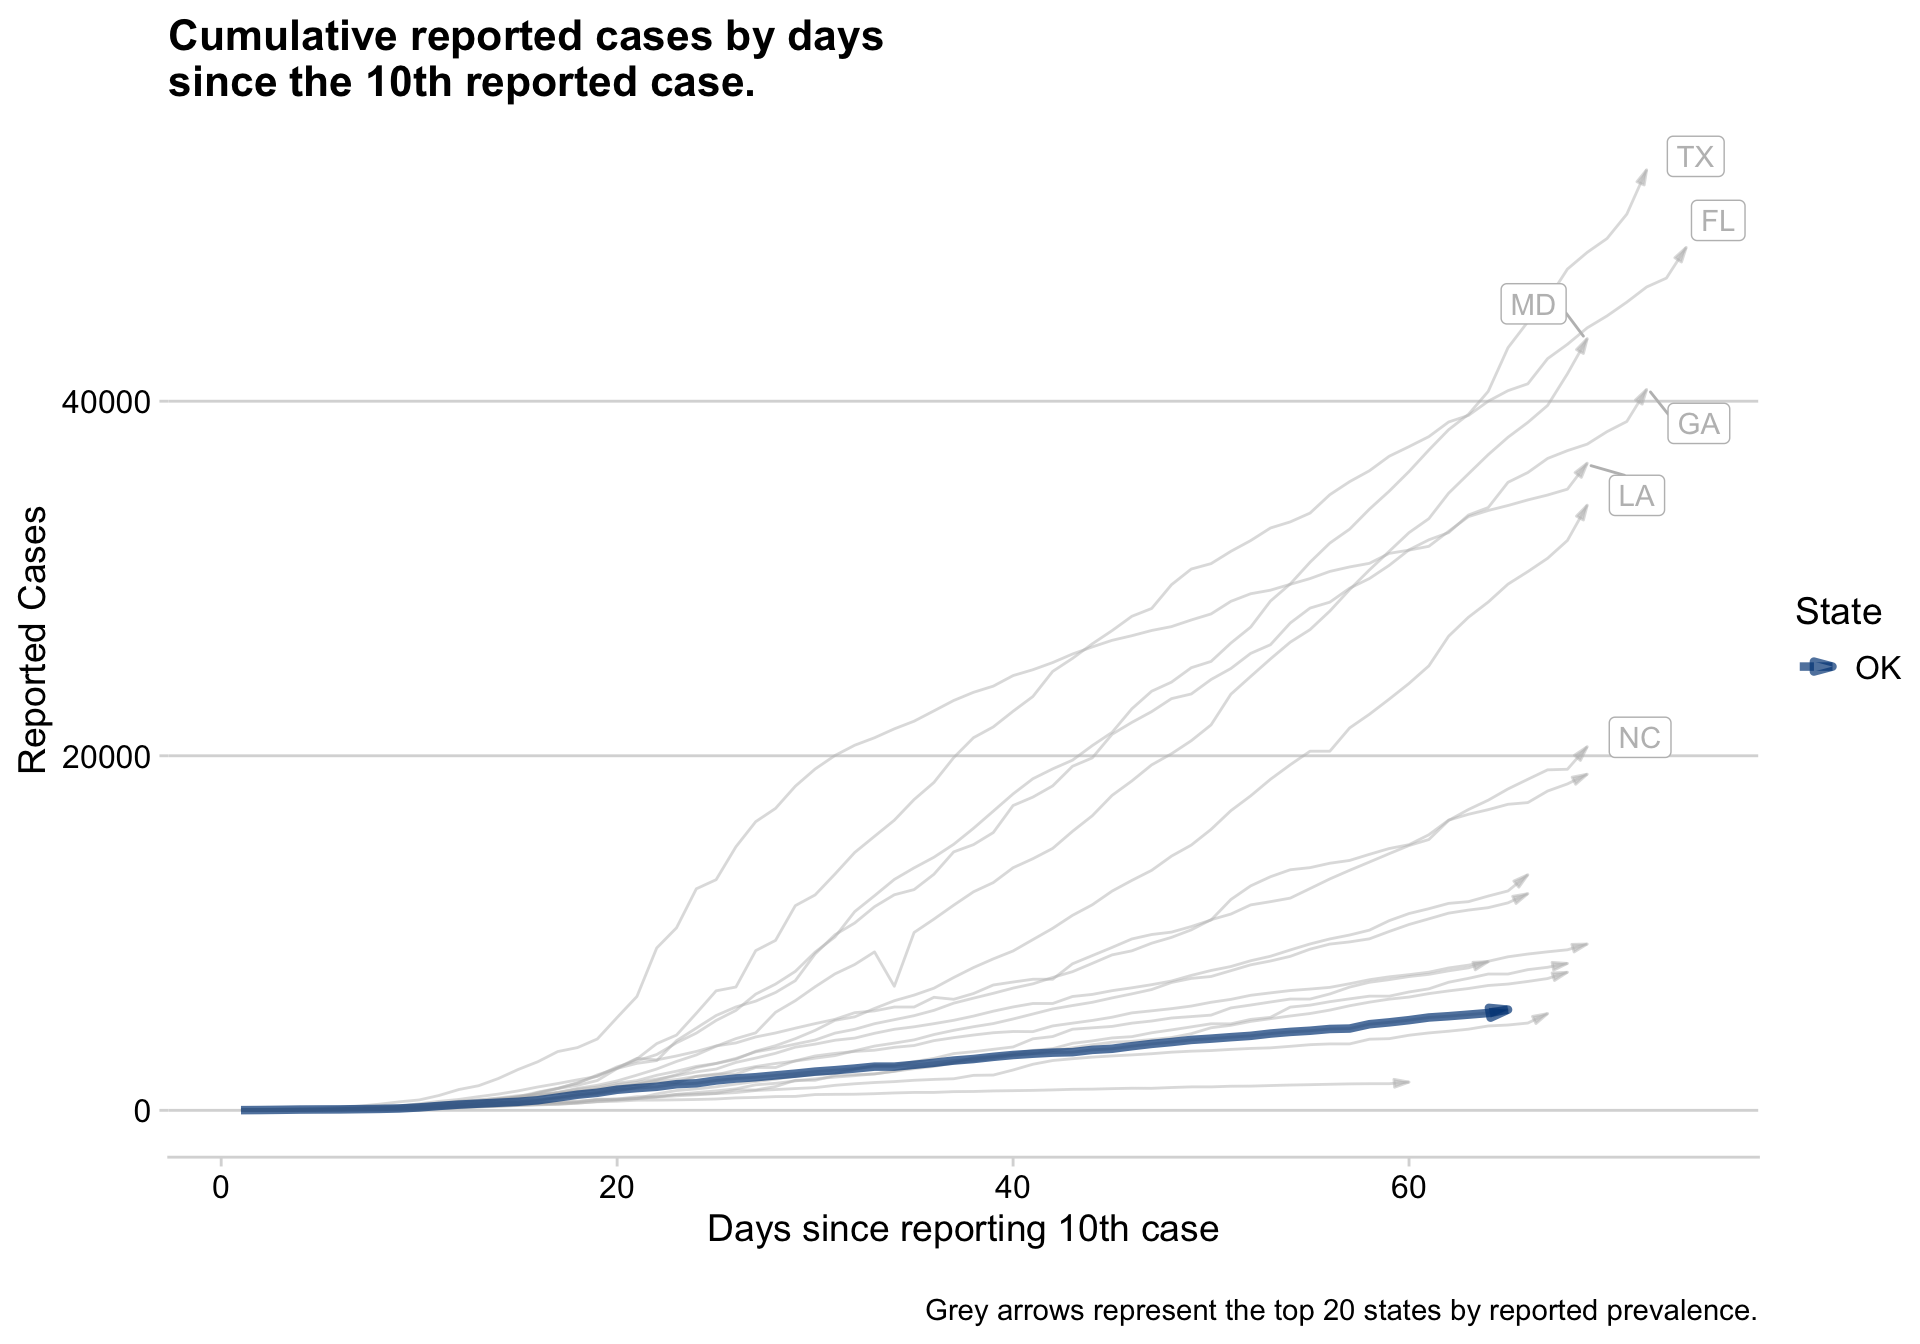 Cumulative reported cases by days
since the 10th reported case.
TX
FL
MD
40000
GA
LA
Reported Cases
State
OK
NC
20000
0
0 20 40 60
Days since reporting 10th case
Grey arrows represent the top 20 states by reported prevalence.